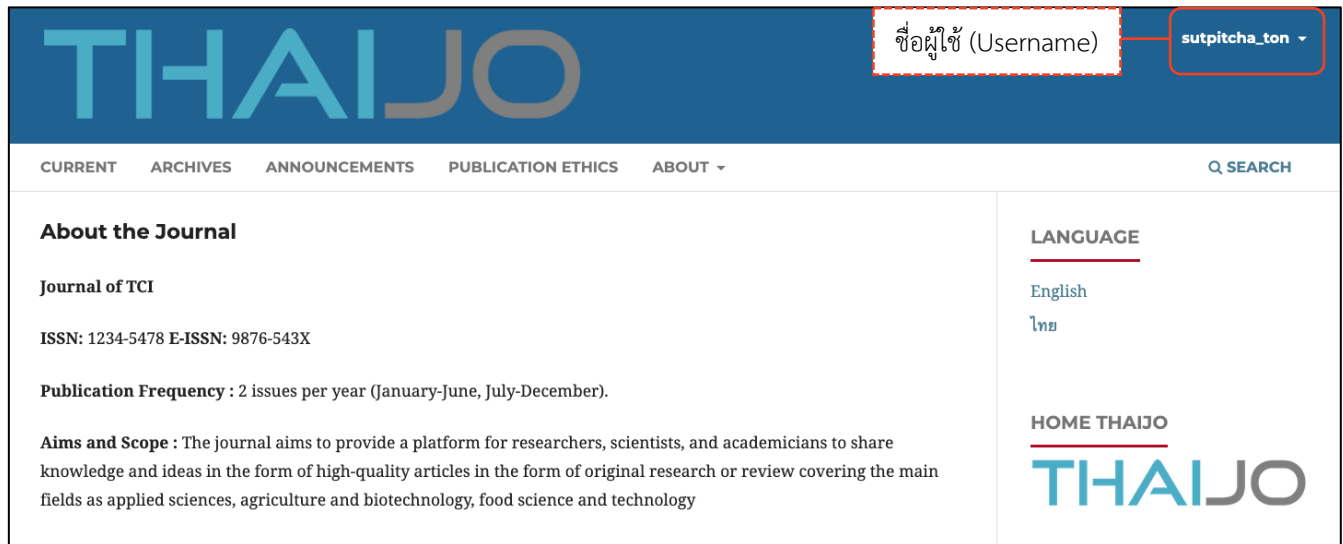 THAIJO
ชื่อผู้ใช้ (Username)
sutpitcha_ton
CURRENT ARCHIVES ANNOUNCEMENTS PUBLICATION ETHICS ABOUT
SEARCH
About the Journal
Journal of TCI
ISSN: 1234-5478 E-ISSN: 9876-543X
Publication Frequency : 2 issues per year (January-June, July-December).
Aims and Scope : The journal aims to provide a platform for researchers, scientists, and academicians to share
knowledge and ideas in the form of high-quality articles in the form of original research or review covering the main
fields as applied sciences, agriculture and biotechnology, food science and technology
LANGUAGE
English
ไทย
HOME THAIJO
THAIJO